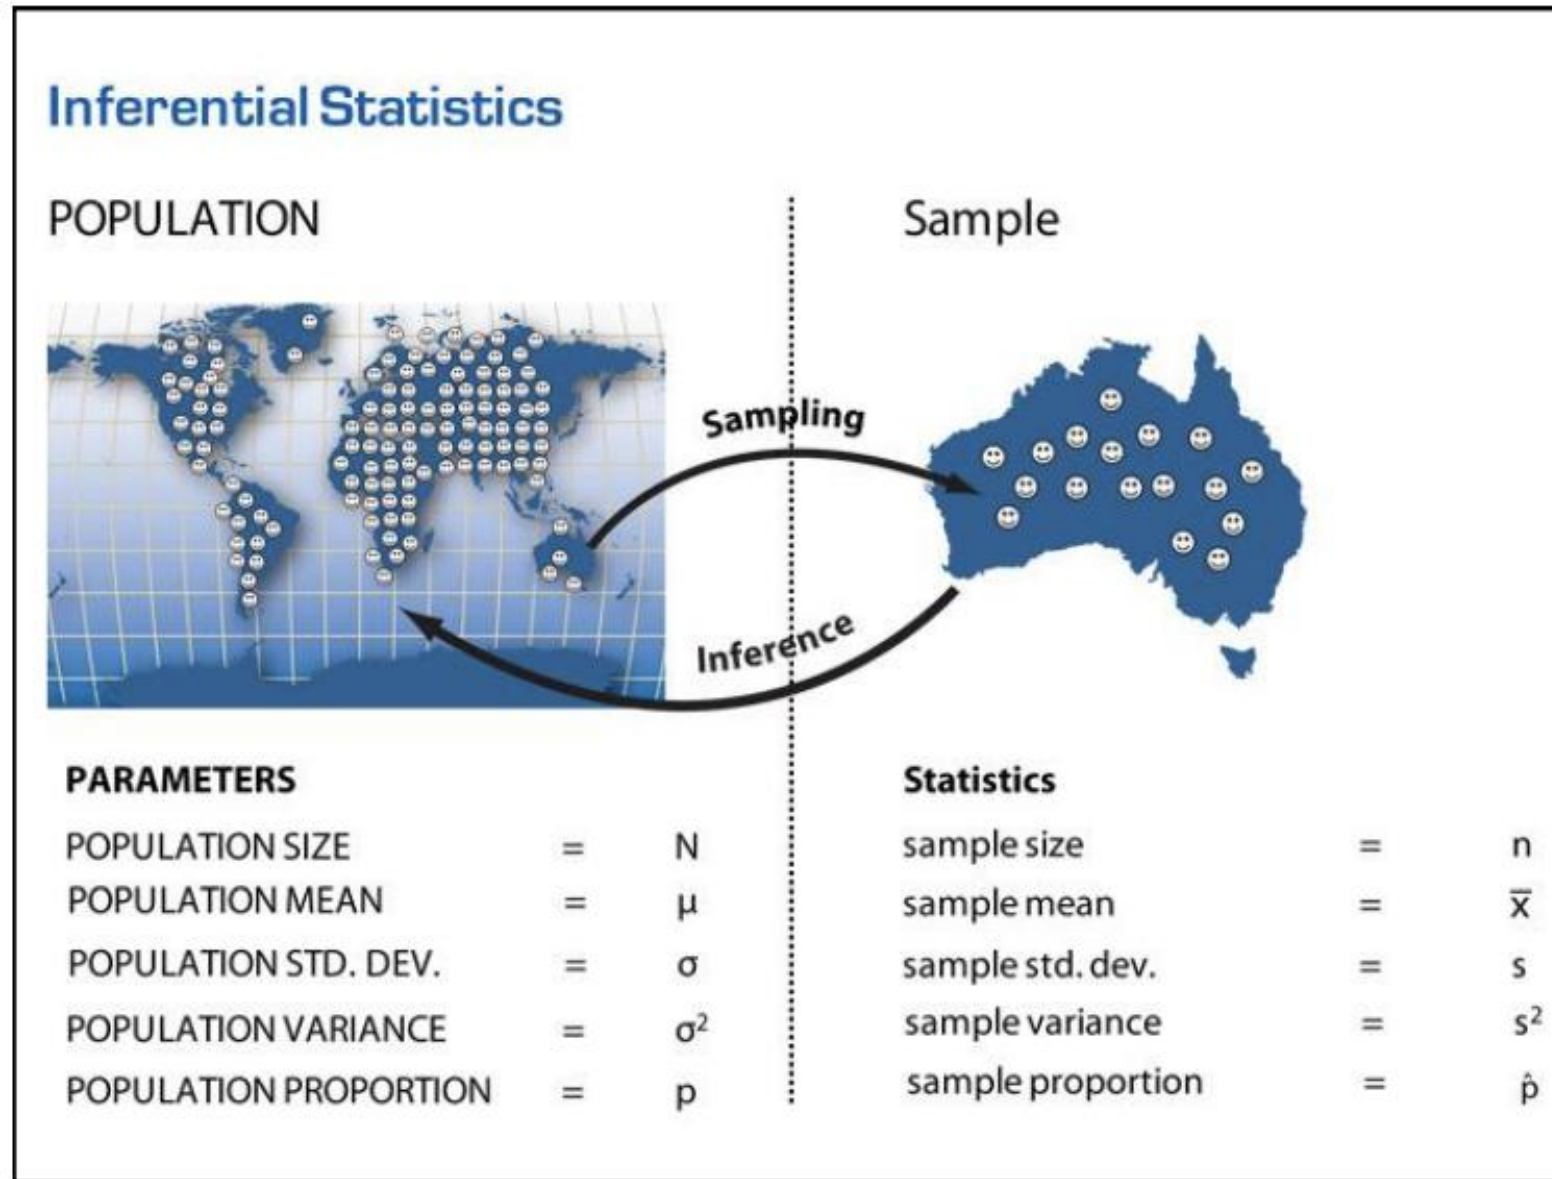 Inferential Statistics
POPULATION
Sample
Sampling
Inference
PARAMETERS
POPULATION SIZE = N
POPULATION MEAN = μ
POPULATION STD. DEV. = σ
POPULATION VARIANCE = σ²
POPULATION PROPORTION = p
Statistics
sample size = n
sample mean = x̅
sample std. dev. = s
sample variance = s²
sample proportion = p̂